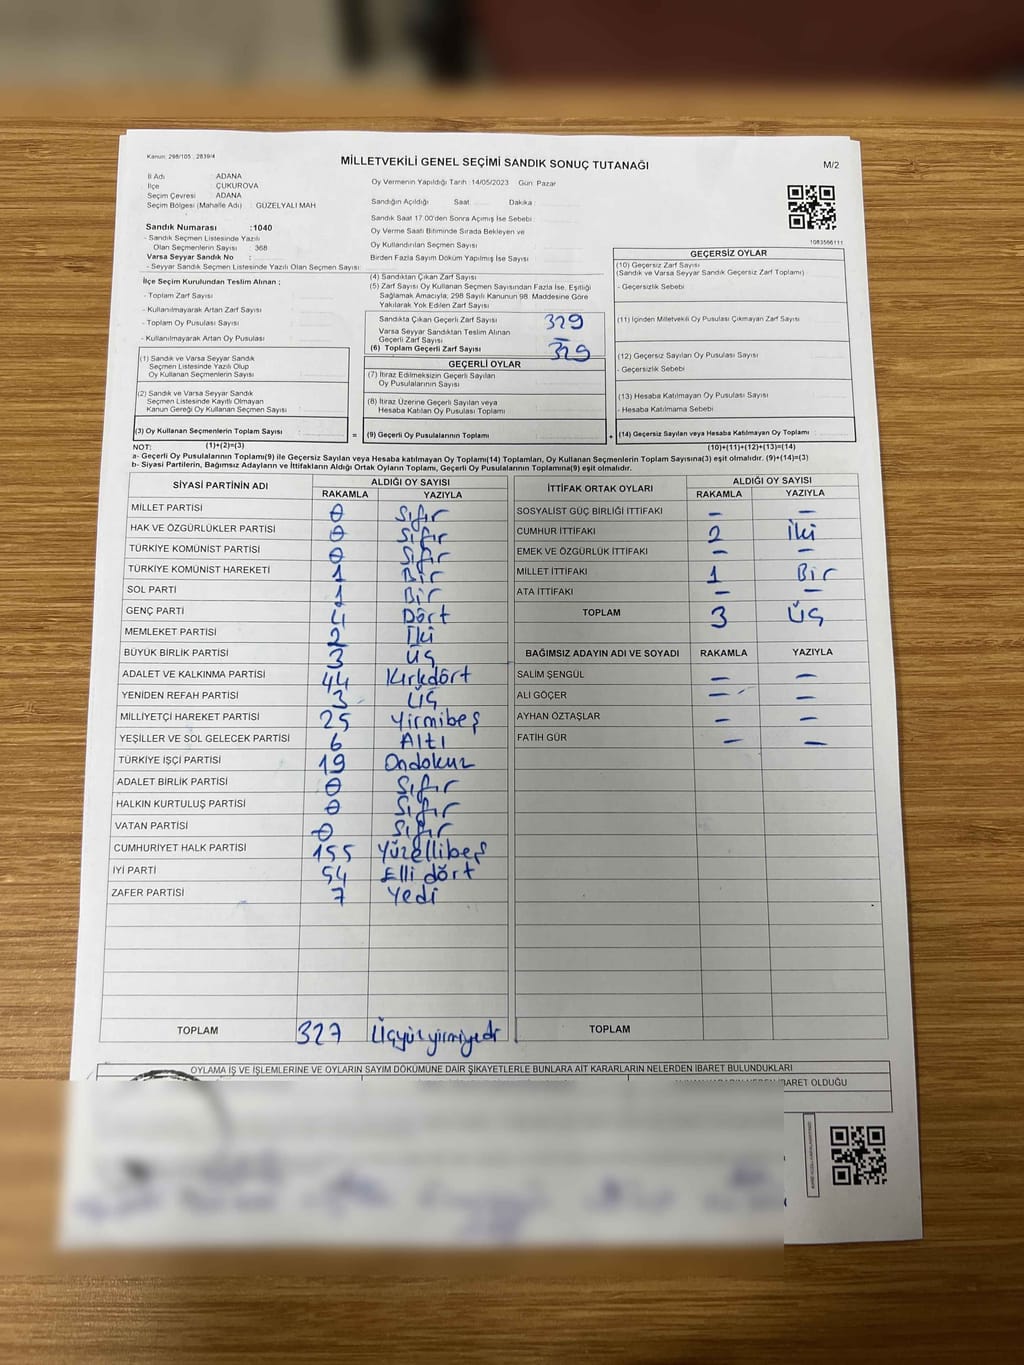 Kanun: 298/105 , 2839/4
MİLLETVEKİLİ GENEL SEÇİMİ SANDIK SONUÇ TUTANAĞI
M/2
İl Adı ADANA
İlçe : ÇUKUROVA
Seçim Çevresi ADANA
Seçim Bölgesi (Mahalle Adı) : GÜZELYALI MAH
Sandık Numarası :1040
- Sandık Seçmen Listesinde Yazılı
Olan Seçmenlerin Sayısı : 368
Varsa Seyyar Sandık No :
- Seyyar Sandık Seçmen Listesinde Yazılı Olan Seçmen Sayısı:
Oy Vermenin Yapıldığı Tarih :14/05/2023 Gün: Pazar
Sandığın Açıldığı Saat Dakika :
Sandık Saat 17.00'den Sonra Açımış İse Sebebi :
Oy Verme Saati Bitiminde Sırada Bekleyen ve
Oy Kullandırılan Seçmen Sayısı :
Birden Fazla Sayım Döküm Yapılmış İse Sayısı :
1083566111
İlçe Seçim Kurulundan Teslim Alınan ;
- Toplam Zarf Sayısı
- Kullanılmayarak Artan Zarf Sayısı :
- Toplam Oy Pusulası Sayısı :
- Kullanılmayarak Artan Oy Pusulası :
(1) Sandık ve Varsa Seyyar Sandık
Seçmen Listesinde Yazılı Olup
Oy Kullanan Seçmenlerin Sayısı :
(2) Sandık ve Varsa Seyyar Sandık
Seçmen Listesinde Kayıtlı Olmayan
Kanun Gereği Oy Kullanan Seçmen Sayısı :
(3) Oy Kullanan Seçmenlerin Toplam Sayısı :
(4) Sandıktan Çıkan Zarf Sayısı
(5) Zarf Sayısı Oy Kullanan Seçmen Sayısından Fazla İse, Eşitliği
Sağlamak Amacıyla; 298 Sayılı Kanunun 98. Maddesine Göre
Yakılarak Yok Edilen Zarf Sayısı
Sandıkta Çıkan Geçerli Zarf Sayısı 329
Varsa Seyyar Sandıktan Teslim Alınan
Geçerli Zarf Sayısı : —
(6) Toplam Geçerli Zarf Sayısı 329
GEÇERLİ OYLAR
(7) İtiraz Edilmeksizin Geçerli Sayılan
Oy Pusulalarının Sayısı
(8) İtiraz Üzerine Geçerli Sayılan veya
Hesaba Katılan Oy Pusulası Toplamı
= (9) Geçerli Oy Pusulalarının Toplamı +
GEÇERSİZ OYLAR
(10) Geçersiz Zarf Sayısı
(Sandık ve Varsa Seyyar Sandık Geçersiz Zarf Toplamı) :
- Geçersizlik Sebebi :
(11) İçinden Milletvekili Oy Pusulası Çıkmayan Zarf Sayısı :
(12) Geçersiz Sayılan Oy Pusulası Sayısı :
- Geçersizlik Sebebi :
(13) Hesaba Katılmayan Oy Pusulası Sayısı :
- Hesaba Katılmama Sebebi :
(14) Geçersiz Sayılan veya Hesaba Katılmayan Oy Toplamı :
NOT: (1)+(2)=(3) (10)+(11)+(12)+(13)=(14)
a- Geçerli Oy Pusulalarının Toplamı(9) ile Geçersiz Sayılan veya Hesaba katılmayan Oy Toplamı(14) Toplamları, Oy Kullanan Seçmenlerin Toplam Sayısına(3) eşit olmalıdır. (9)+(14)=(3)
b- Siyasi Partilerin, Bağımsız Adayların ve İttifakların Aldığı Ortak Oyların Toplamı, Geçerli Oy Pusulalarının Toplamına(9) eşit olmalıdır.
SİYASİ PARTİNİN ADI ALDIĞI OY SAYISI
RAKAMLA YAZIYLA
MİLLET PARTİSİ 0 Sıfır
HAK VE ÖZGÜRLÜKLER PARTİSİ 0 Sıfır
TÜRKİYE KOMÜNİST PARTİSİ 0 Sıfır
TÜRKİYE KOMÜNİST HAREKETİ 1 Bir
SOL PARTİ 1 Bir
GENÇ PARTİ 4 Dört
MEMLEKET PARTİSİ 2 İki
BÜYÜK BİRLİK PARTİSİ 3 Üç
ADALET VE KALKINMA PARTİSİ 44 Kırkdört
YENİDEN REFAH PARTİSİ 3 Üç
MİLLİYETÇİ HAREKET PARTİSİ 25 Yirmibeş
YEŞİLLER VE SOL GELECEK PARTİSİ 6 Altı
TÜRKİYE İŞÇİ PARTİSİ 19 Ondokuz
ADALET BİRLİK PARTİSİ 0 Sıfır
HALKIN KURTULUŞ PARTİSİ 0 Sıfır
VATAN PARTİSİ 0 Sıfır
CUMHURİYET HALK PARTİSİ 155 Yüzellibeş
İYİ PARTİ 54 Elli dört
ZAFER PARTİSİ 7 Yedi
TOPLAM 327 Üçyüzyirmiyedi
İTTİFAK ORTAK OYLARI ALDIĞI OY SAYISI
RAKAMLA YAZIYLA
SOSYALİST GÜÇ BİRLİĞİ İTTİFAKI — —
CUMHUR İTTİFAKI 2 İki
EMEK VE ÖZGÜRLÜK İTTİFAKI — —
MİLLET İTTİFAKI 1 Bir
ATA İTTİFAKI — —
TOPLAM 3 Üç
BAĞIMSIZ ADAYIN ADI VE SOYADI RAKAMLA YAZIYLA
SALİM ŞENGÜL — —
ALİ GÖÇER — —
AYHAN ÖZTAŞLAR — —
FATİH GÜR — —
TOPLAM
OYLAMA İŞ VE İŞLEMLERİNE VE OYLARIN SAYIM DÖKÜMÜNE DAİR ŞİKAYETLERLE BUNLARA AİT KARARLARIN NELERDEN İBARET BULUNDUKLARI
İBARET OLDUĞU